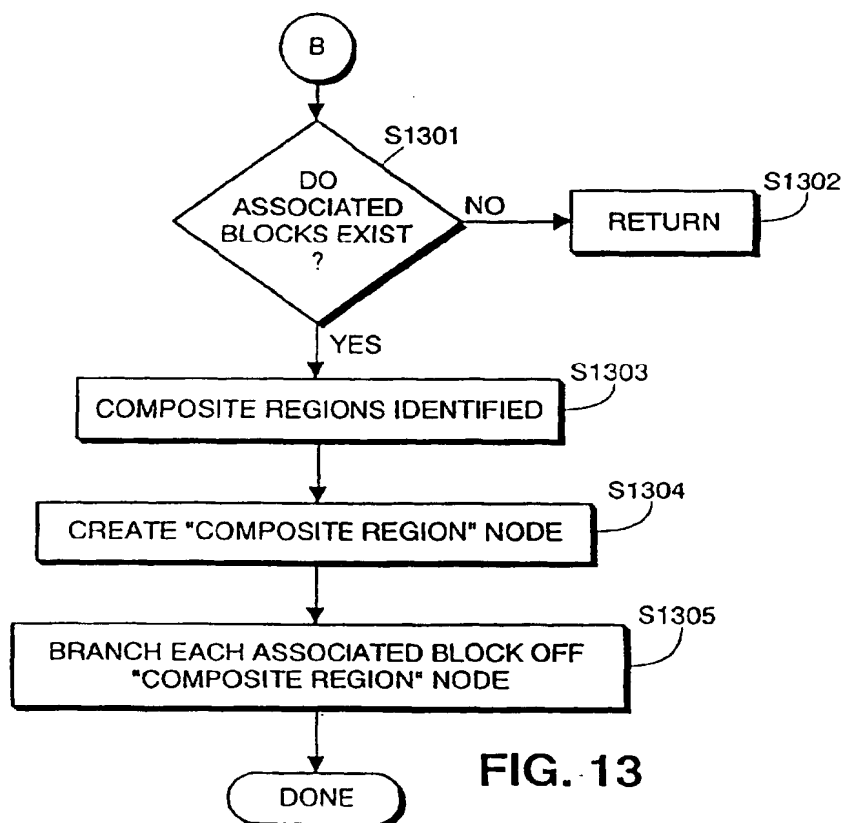 B
S1301
DO
ASSOCIATED
BLOCKS EXIST
?
NO
S1302
RETURN
YES
S1303
COMPOSITE REGIONS IDENTIFIED
S1304
CREATE "COMPOSITE REGION" NODE
S1305
BRANCH EACH ASSOCIATED BLOCK OFF
"COMPOSITE REGION" NODE
DONE
FIG. 13